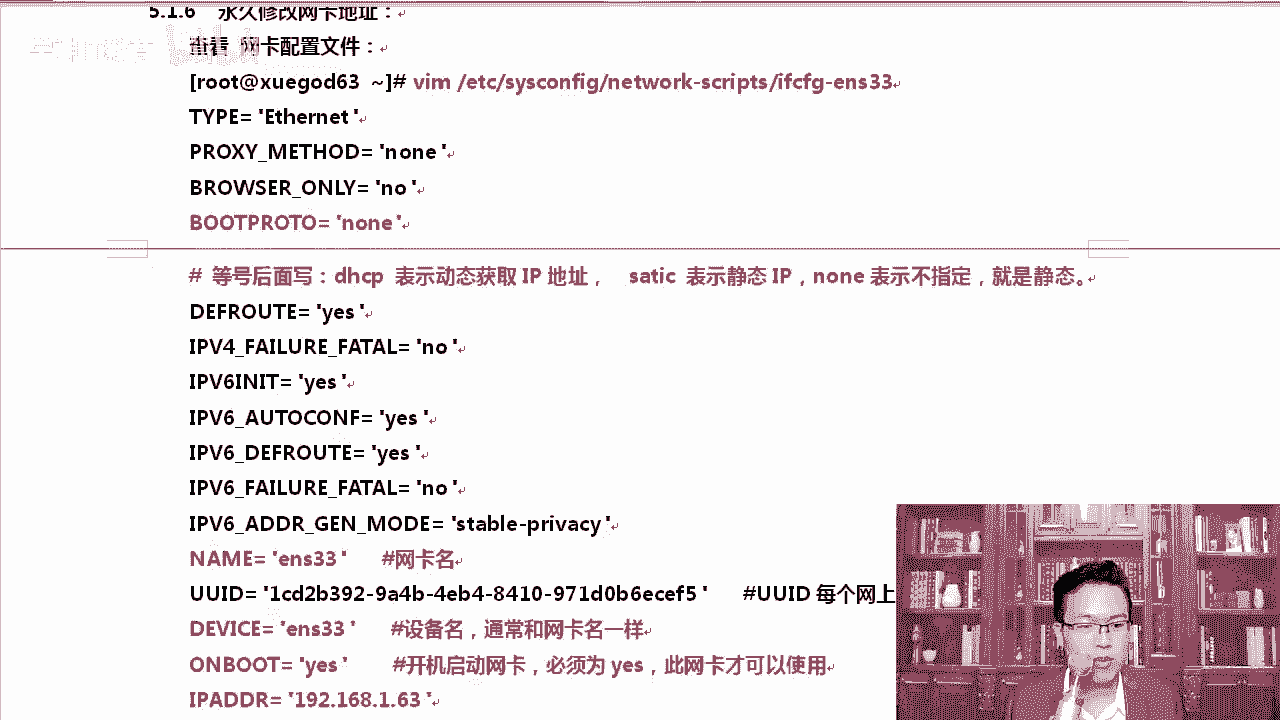 5.1.6 永久修改网卡地址：
查看 网卡配置文件：
[root@xuegod63 ~]# vim /etc/sysconfig/network-scripts/ifcfg-ens33
TYPE= 'Ethernet '
PROXY_METHOD= 'none '
BROWSER_ONLY= 'no '
BOOTPROTO= 'none '
# 等号后面写：dhcp 表示动态获取 IP 地址， satic 表示静态 IP，none 表示不指定，就是静态。
DEFROUTE= 'yes '
IPV4_FAILURE_FATAL= 'no '
IPV6INIT= 'yes '
IPV6_AUTOCONF= 'yes '
IPV6_DEFROUTE= 'yes '
IPV6_FAILURE_FATAL= 'no '
IPV6_ADDR_GEN_MODE= 'stable-privacy '
NAME= 'ens33 ' #网卡名
UUID= '1cd2b392-9a4b-4eb4-8410-971d0b6ecef5 ' #UUID 每个网上
DEVICE= 'ens33 ' #设备名，通常和网卡名一样
ONBOOT= 'yes ' #开机启动网卡，必须为 yes，此网卡才可以使用
IPADDR= '192.168.1.63 '